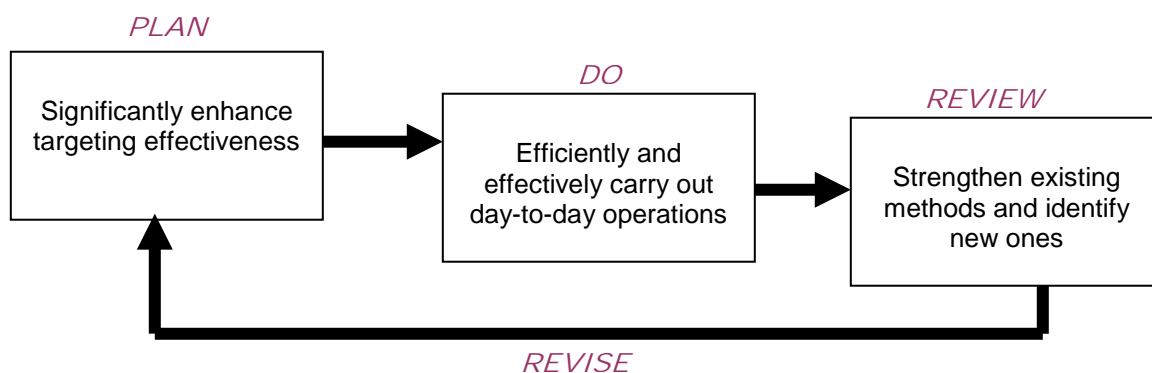 PLAN
Significantly enhance
targeting effectiveness
DO
Efficiently and
effectively carry out
day-to-day operations
REVIEW
Strengthen existing
methods and identify
new ones
REVISE